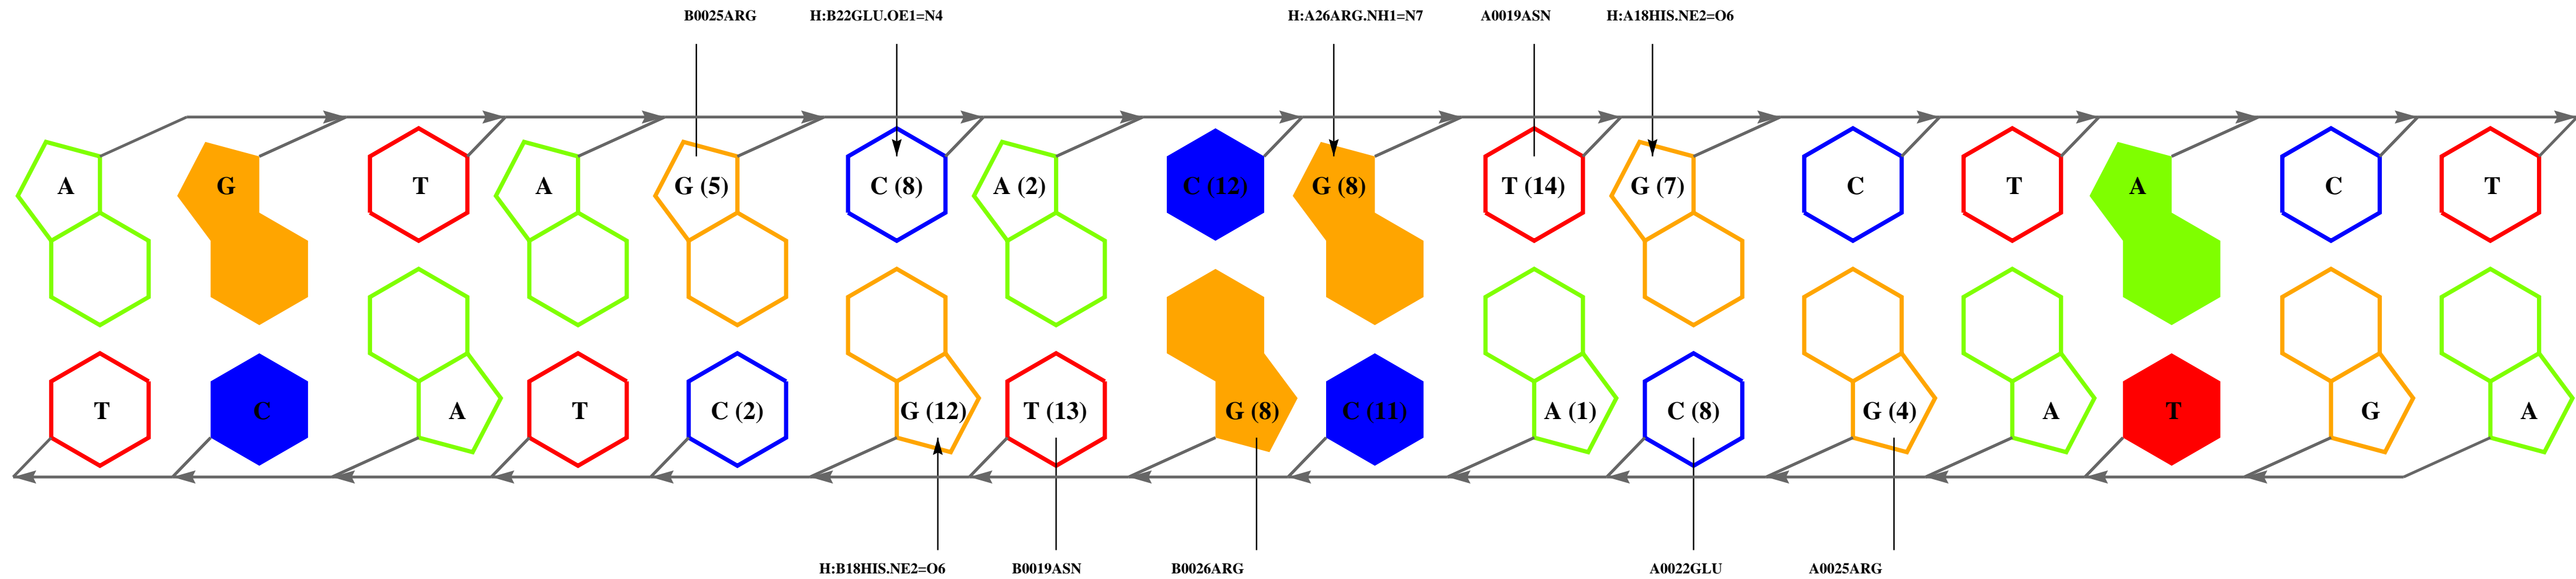 B0025ARG H:B22GLU.OE1=N4 H:A26ARG.NH1=N7 A0019ASN H:A18HIS.NE2=O6
A G T A G (5) C (8) A (2) C (12) G (8) T (14) G (7) C T A C T
T C A T C (2) G (12) T (13) G (8) C (11) A (1) C (8) G (4) A T G A
H:B18HIS.NE2=O6 B0019ASN B0026ARG A0022GLU A0025ARG